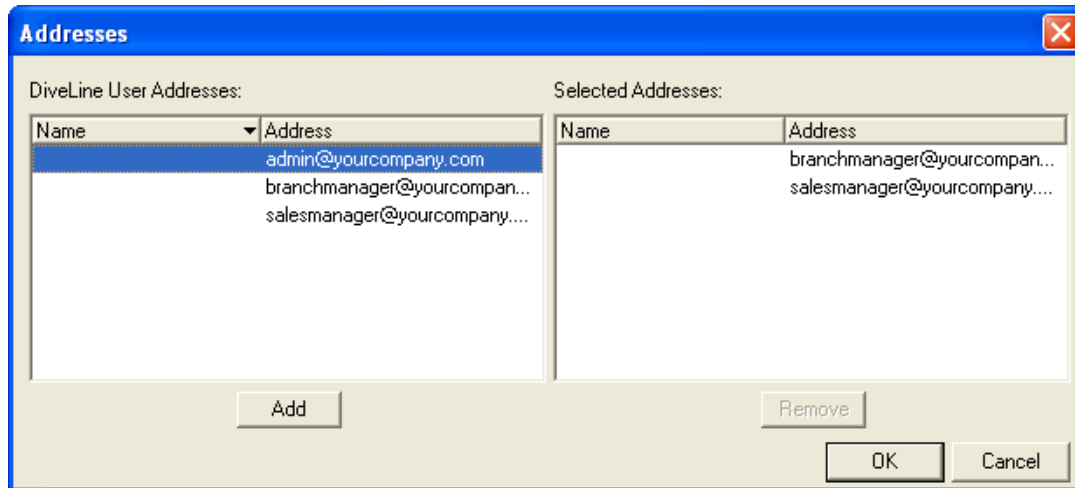 Addresses
DiveLine User Addresses:
Name Address
admin@yourcompany.com
branchmanager@yourcompan...
salesmanager@yourcompany....
Add
Selected Addresses:
Name Address
branchmanager@yourcompan...
salesmanager@yourcompany....
Remove
OK Cancel